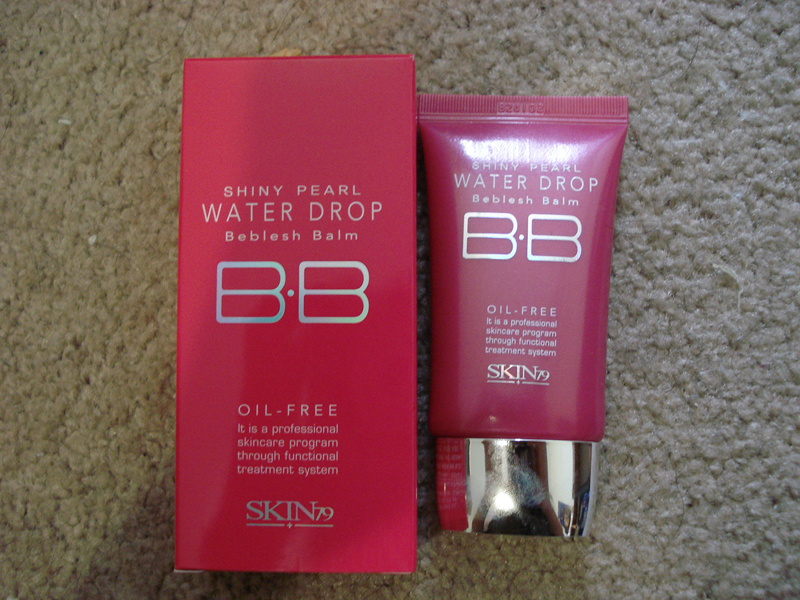 SHINY PEARL
WATER DROP
Beblesh Balm
B·B
OIL-FREE
It is a professional
skincare program
through functional
treatment system
SKIN79
SHINY PEARL
WATER DROP
Beblesh Balm
B·B
OIL-FREE
It is a professional
skincare program
through functional
treatment system
SKIN79